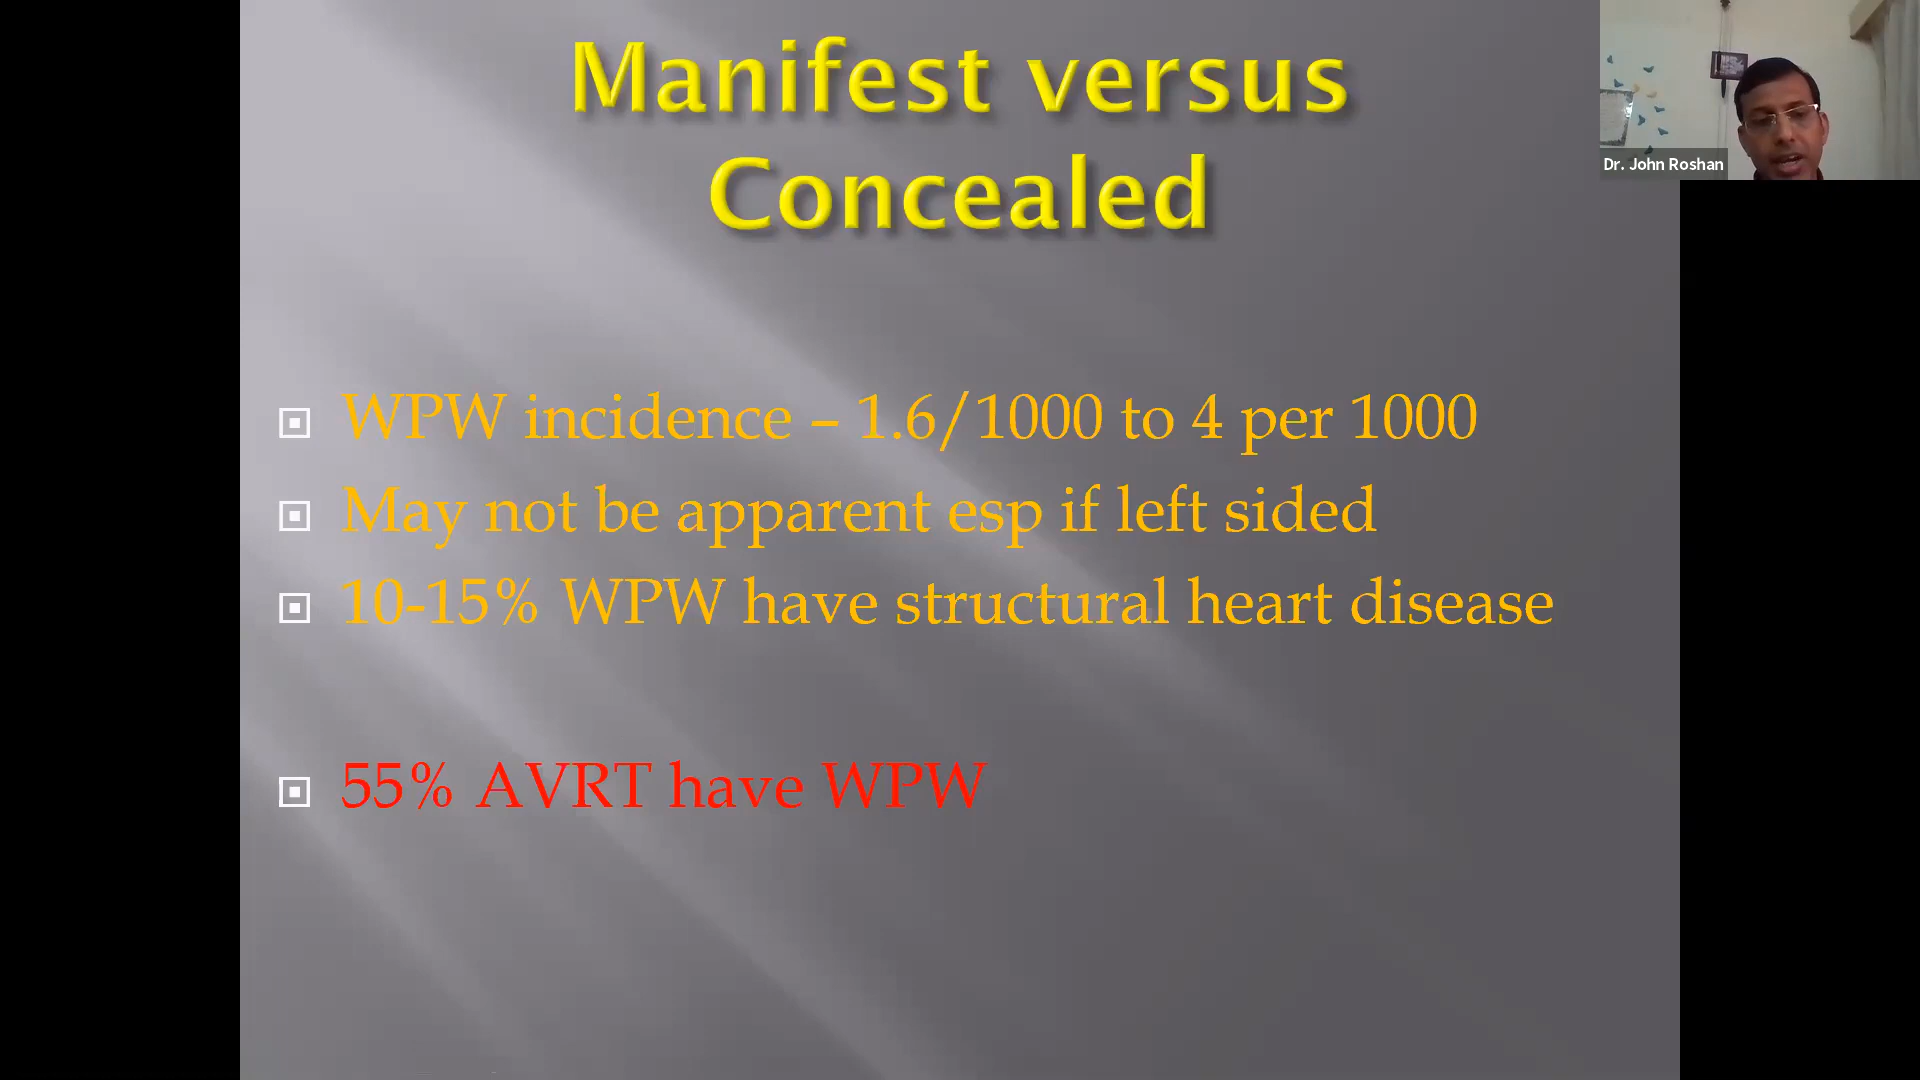 Manifest versus
Concealed
WPW incidence – 1.6/1000 to 4 per 1000
May not be apparent esp if left sided
10-15% WPW have structural heart disease
55% AVRT have WPW
Dr. John Roshan